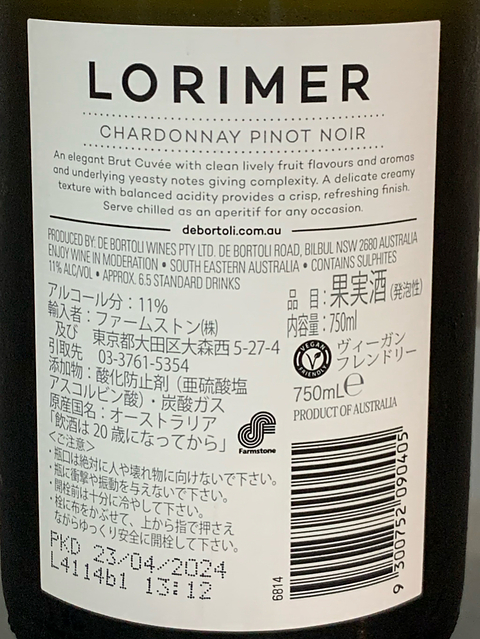 LORIMER
CHARDONNAY PINOT NOIR
An elegant Brut Cuvée with clean lively fruit flavours and aromas
and underlying yeasty notes giving complexity. A delicate creamy
texture with balanced acidity provides a crisp, refreshing finish.
Serve chilled as an aperitif for any occasion.
debortoli.com.au
PRODUCED BY: DE BORTOLI WINES PTY LTD. DE BORTOLI ROAD, BILBUL NSW 2680 AUSTRALIA
ENJOY WINE IN MODERATION • SOUTH EASTERN AUSTRALIA • CONTAINS SULPHITES
11% ALC/VOL • APPROX. 6.5 STANDARD DRINKS
アルコール分：11%
輸入者：ファームストン㈱
及び 東京都大田区大森西5-27-4
引取先 03-3761-5354
添加物：酸化防止剤（亜硫酸塩
アスコルビン酸）・炭酸ガス
原産国名：オーストラリア
「飲酒は20歳になってから」
＜ご注意＞
・瓶口は絶対に人や壊れ物に向けないで下さい。
・瓶に衝撃や振動を与えないで下さい。
・開栓前は十分に冷やして下さい。
・栓に布をかぶせて、上から指で押さえ
ながらゆっくり安全に開栓して下さい。
PKD 23/04/2024
L4114b1 13:12
品目：果実酒（発泡性）
内容量：750ml
VEGAN FRIENDLY
ヴィーガン
フレンドリー
750mL℮
PRODUCT OF AUSTRALIA
Farmstone
6814
9 300752 090405